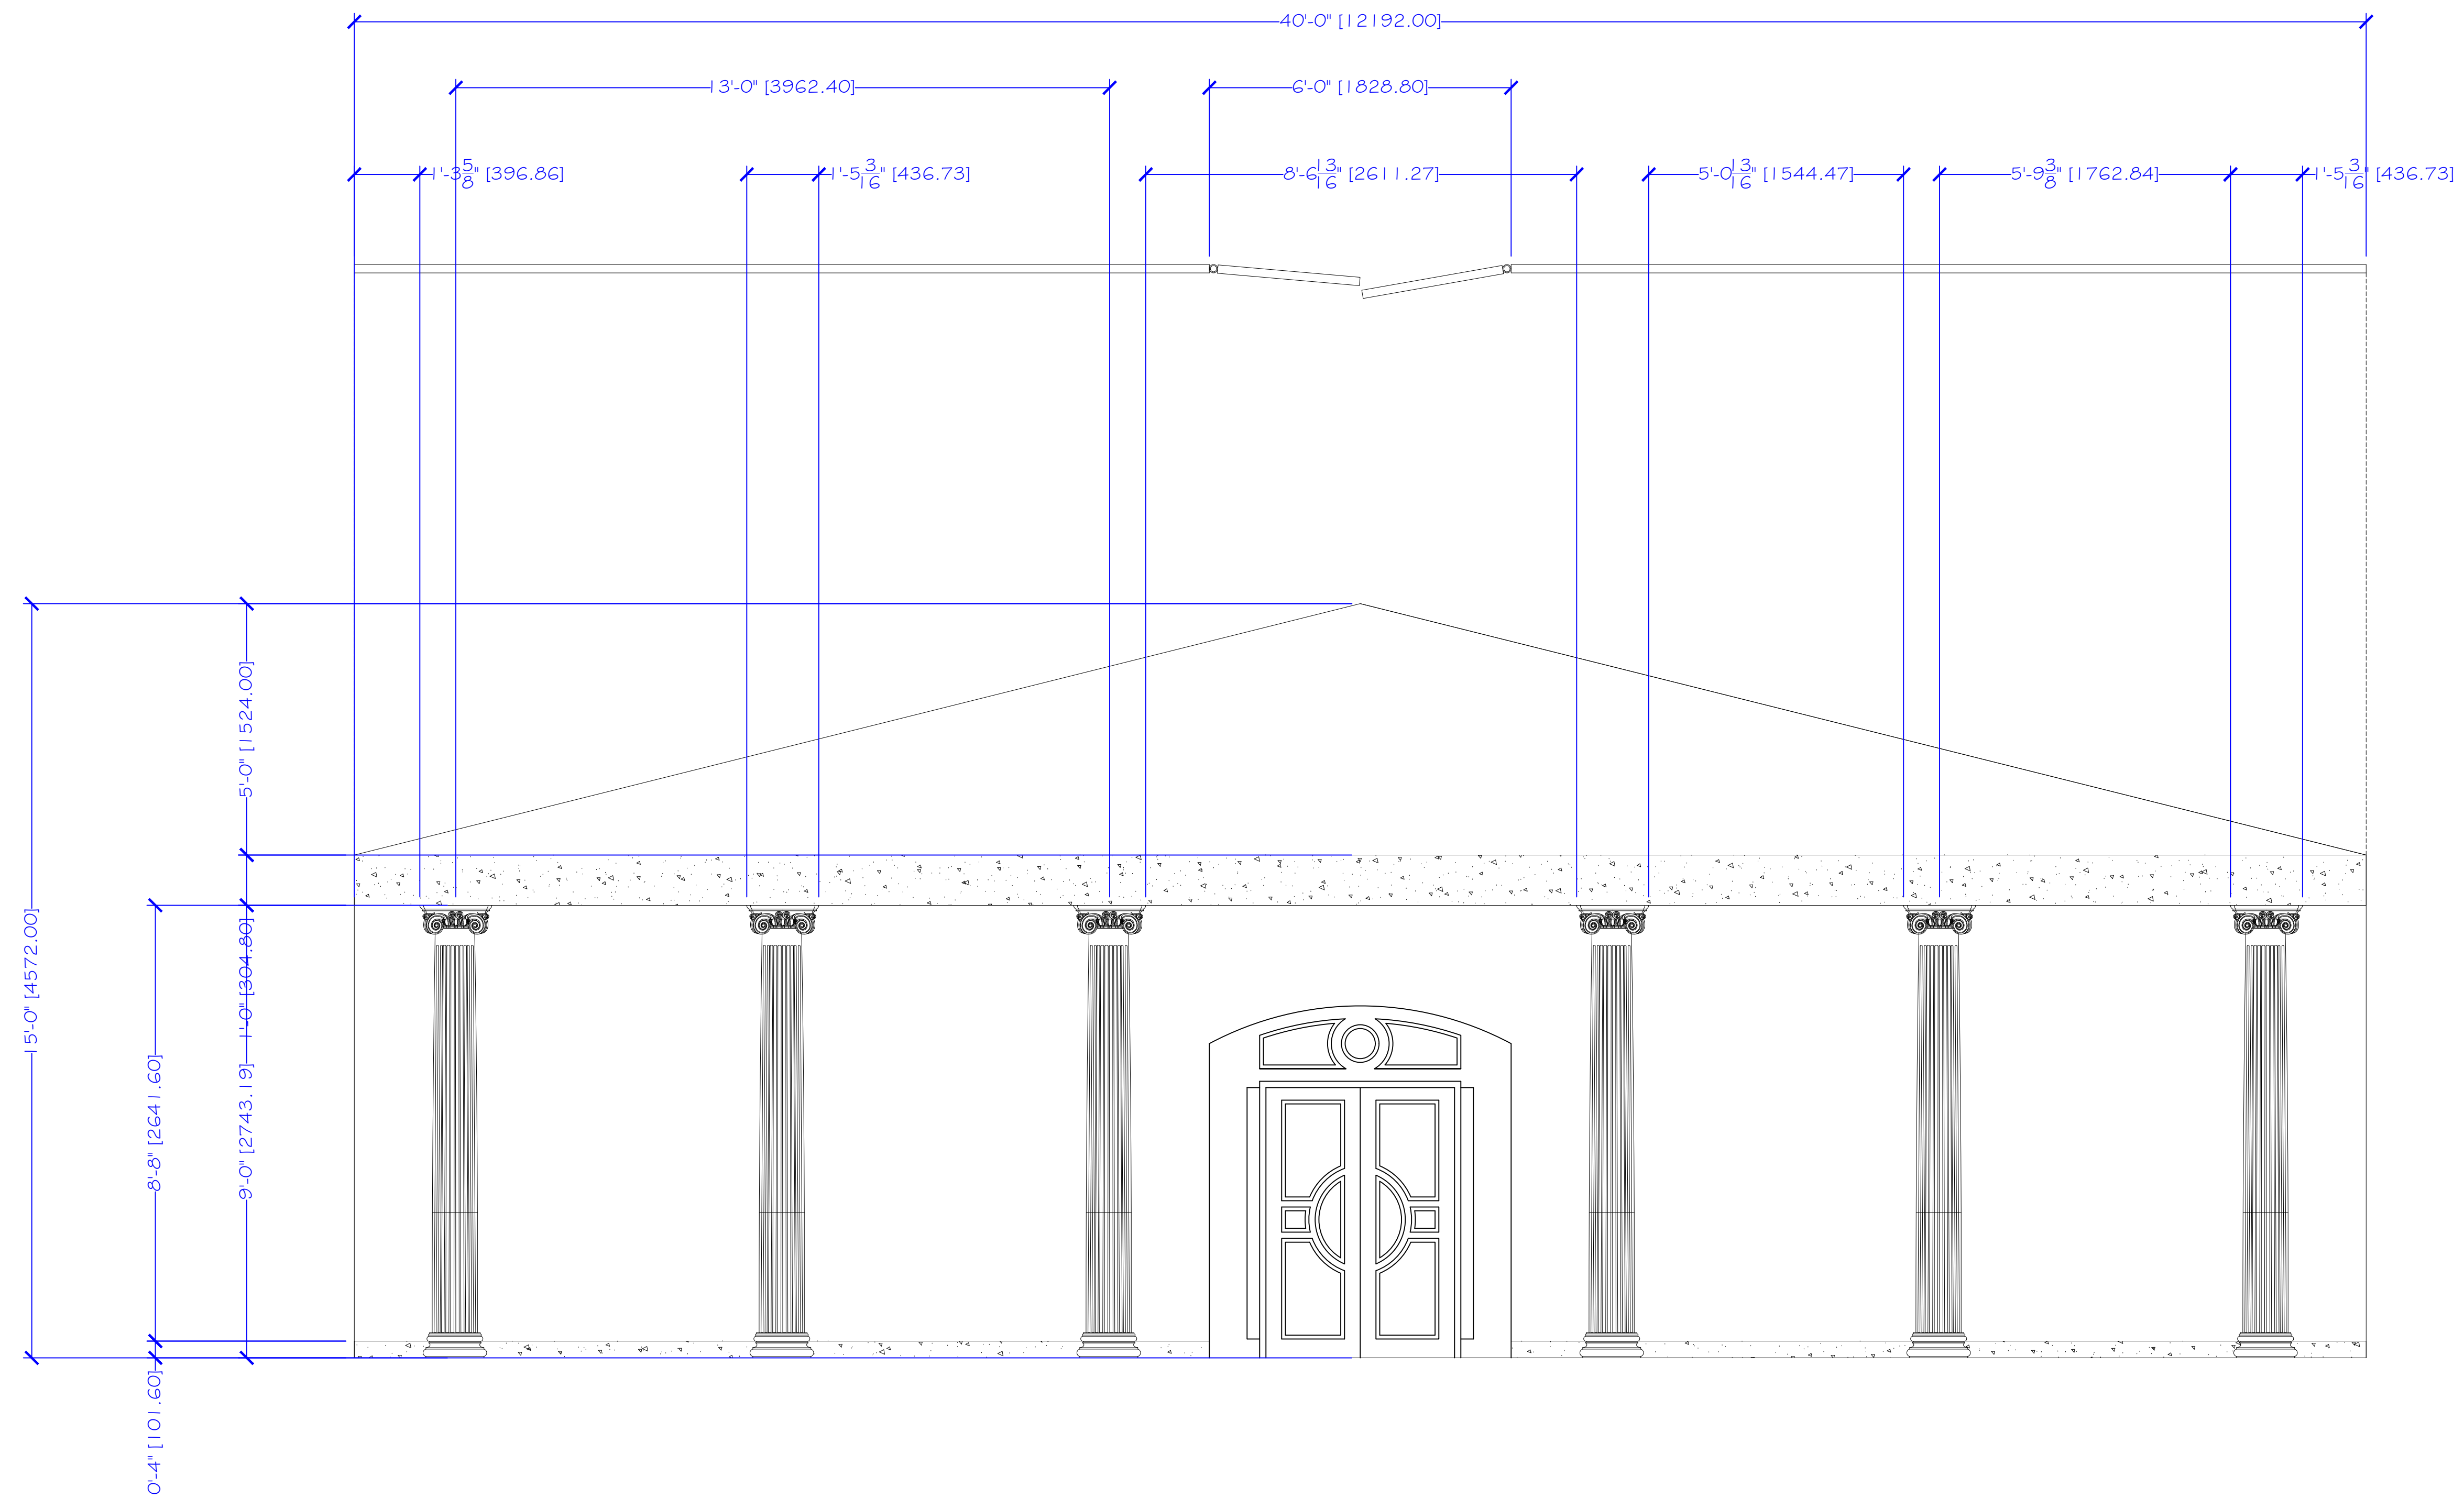 40'-0" [12192.00]
13'-0" [3962.40]
6'-0" [1828.80]
1'-3 5/8" [396.86]
1'-5 3/16" [436.73]
8'-6 13/16" [2611.27]
5'-0 13/16" [1544.47]
5'-9 3/8" [1762.84]
1'-5 3/16" [436.73]
5'-0" [1524.00]
15'-0" [4572.00]
1'-0" [304.80]
8'-8" [2641.60]
9'-0" [2743.19]
0'-4" [101.60]